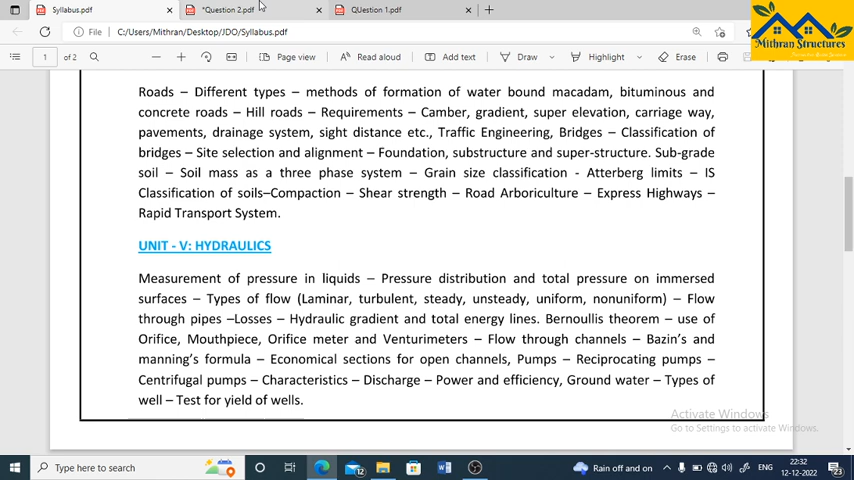 Syllabus.pdf
*Question 2.pdf
QUestion 1.pdf
File
C:/Users/Mithran/Desktop/JDO/Syllabus.pdf
Mithran Structures
1
of 2
Page view
Read aloud
Add text
Draw
Highlight
Erase
Roads – Different types – methods of formation of water bound macadam, bituminous and
concrete roads – Hill roads – Requirements – Camber, gradient, super elevation, carriage way,
pavements, drainage system, sight distance etc., Traffic Engineering, Bridges – Classification of
bridges – Site selection and alignment – Foundation, substructure and super-structure. Sub-grade
soil – Soil mass as a three phase system – Grain size classification - Atterberg limits – IS
Classification of soils–Compaction – Shear strength – Road Arboriculture – Express Highways –
Rapid Transport System.
UNIT - V: HYDRAULICS
Measurement of pressure in liquids – Pressure distribution and total pressure on immersed
surfaces – Types of flow (Laminar, turbulent, steady, unsteady, uniform, nonuniform) – Flow
through pipes –Losses – Hydraulic gradient and total energy lines. Bernoullis theorem – use of
Orifice, Mouthpiece, Orifice meter and Venturimeters – Flow through channels – Bazin's and
manning's formula – Economical sections for open channels, Pumps – Reciprocating pumps –
Centrifugal pumps – Characteristics – Discharge – Power and efficiency, Ground water – Types of
well – Test for yield of wells.
Activate Windows
Go to Settings to activate Windows.
Type here to search
12
Rain off and on
ENG
22:32
12-12-2022
23